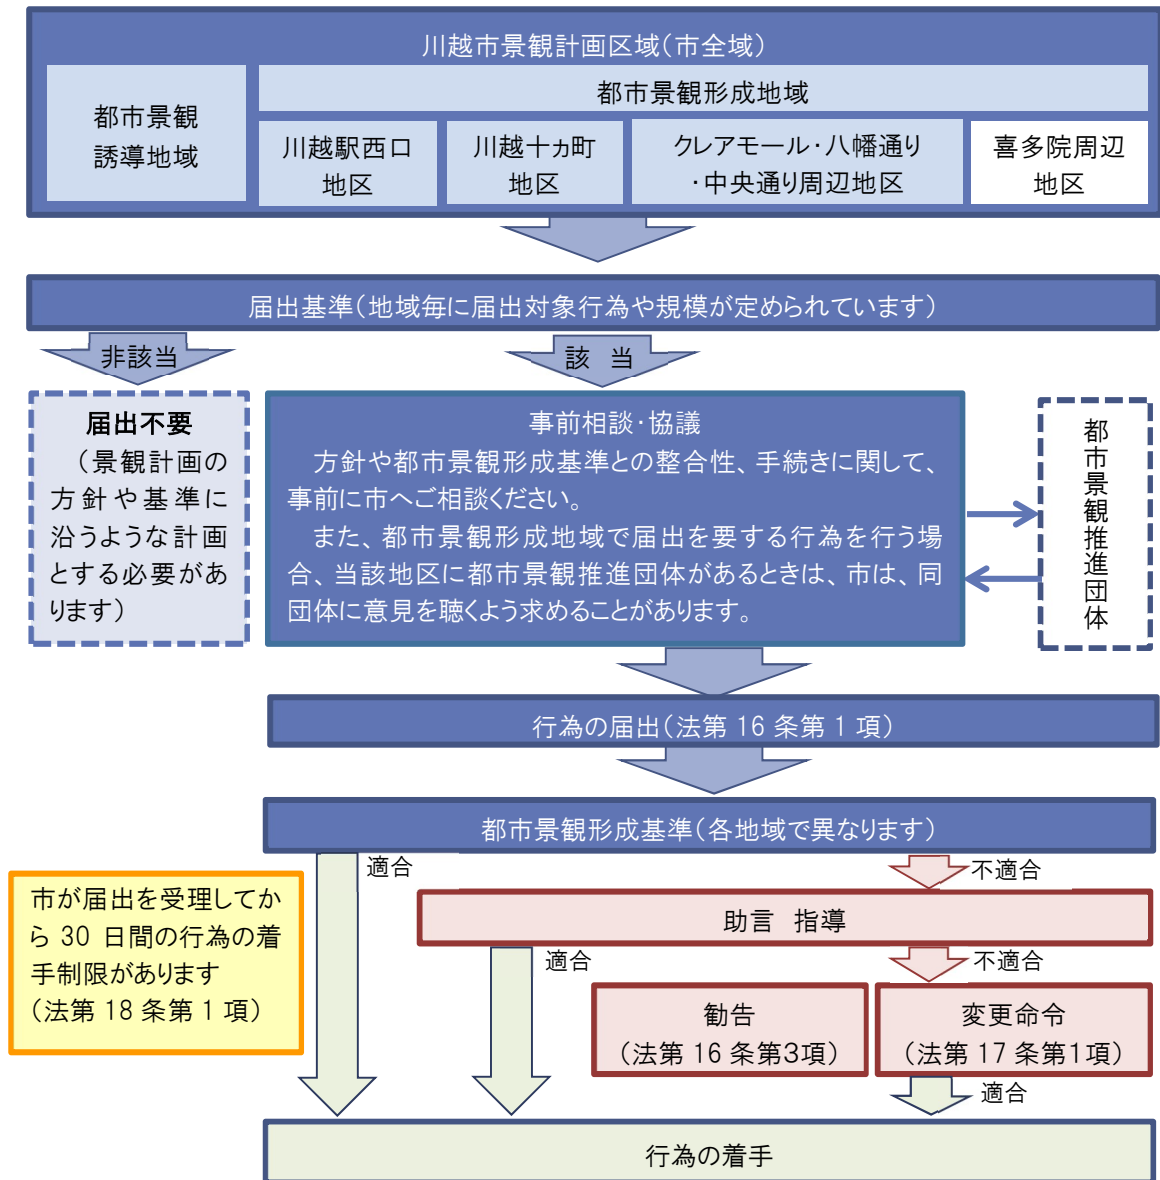 川越市景観計画区域（市全域）
都市景観
誘導地域
都市景観形成地域
川越駅西口
地区
川越十ヵ町
地区
クレアモール・八幡通り
・中央通り周辺地区
喜多院周辺
地区
届出基準（地域毎に届出対象行為や規模が定められています）
非該当
該　当
届出不要
（景観計画の
方針や基準に
沿うような計画
とする必要があ
ります）
事前相談・協議
方針や都市景観形成基準との整合性、手続きに関して、
事前に市へご相談ください。
また、都市景観形成地域で届出を要する行為を行う場
合、当該地区に都市景観推進団体があるときは、市は、同
団体に意見を聴くよう求めることがあります。
都市景観推進団体
行為の届出（法第 16 条第 1 項）
都市景観形成基準（各地域で異なります）
適合
不適合
市が届出を受理してか
ら 30 日間の行為の着
手制限があります
（法第 18 条第 1 項）
助言　指導
適合
不適合
勧告
（法第 16 条第３項）
変更命令
（法第 17 条第１項）
適合
行為の着手